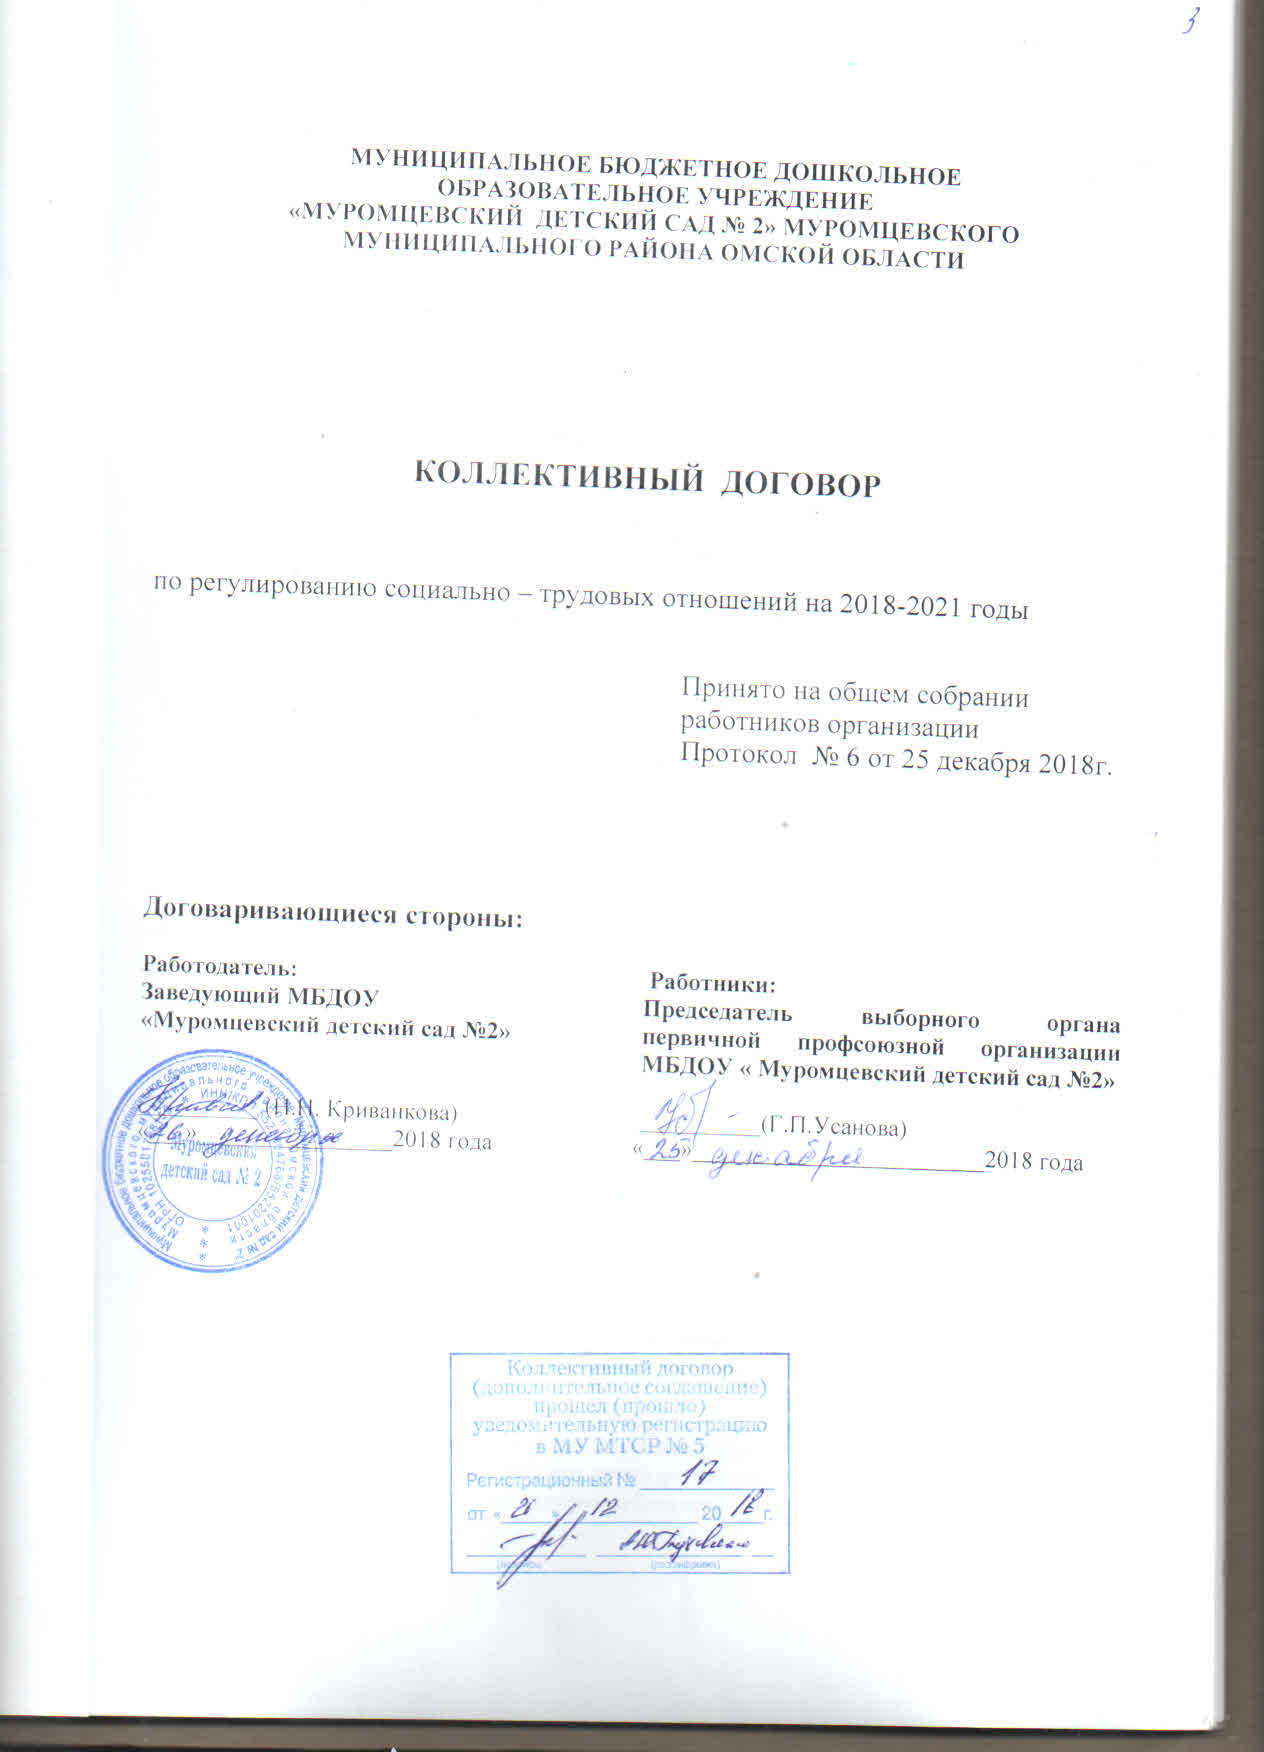 3
МУНИЦИПАЛЬНОЕ БЮДЖЕТНОЕ ДОШКОЛЬНОЕ
ОБРАЗОВАТЕЛЬНОЕ УЧРЕЖДЕНИЕ
«МУРОМЦЕВСКИЙ ДЕТСКИЙ САД № 2» МУРОМЦЕВСКОГО
МУНИЦИПАЛЬНОГО РАЙОНА ОМСКОЙ ОБЛАСТИ
КОЛЛЕКТИВНЫЙ ДОГОВОР
по регулированию социально – трудовых отношений на 2018-2021 годы
Принято на общем собрании
работников организации
Протокол № 6 от 25 декабря 2018г.
Договаривающиеся стороны:
Работодатель:
Заведующий МБДОУ
«Муромцевский детский сад №2»
(Н.Н. Криванкова)
«26» декабря 2018 года
Муромцевский
детский сад № 2
Работники:
Председатель выборного органа
первичной профсоюзной организации
МБДОУ « Муромцевский детский сад №2»
(Г.П.Усанова)
«25» декабря 2018 года
Коллективный договор
(дополнительное соглашение)
прошел (прошло)
уведомительную регистрацию
в МУ МТСР № 5
Регистрационный № 17
от « » 12 2018 г.
(подпись) (расшифровка)